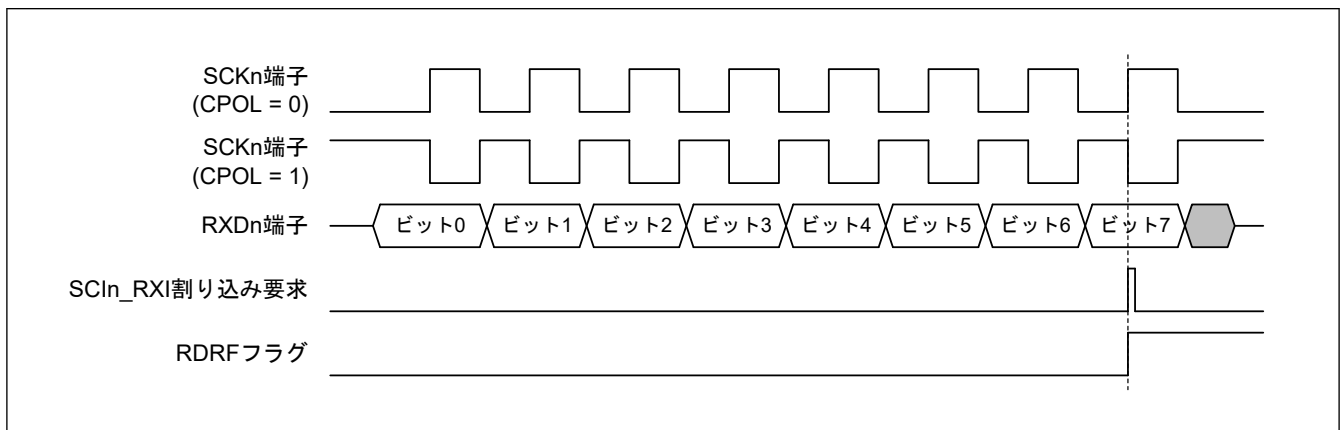 SCKn端子
(CPOL = 0)
SCKn端子
(CPOL = 1)
RXDn端子
ビット0 ビット1 ビット2 ビット3 ビット4 ビット5 ビット6 ビット7
SCIn_RXI割り込み要求
RDRFフラグ